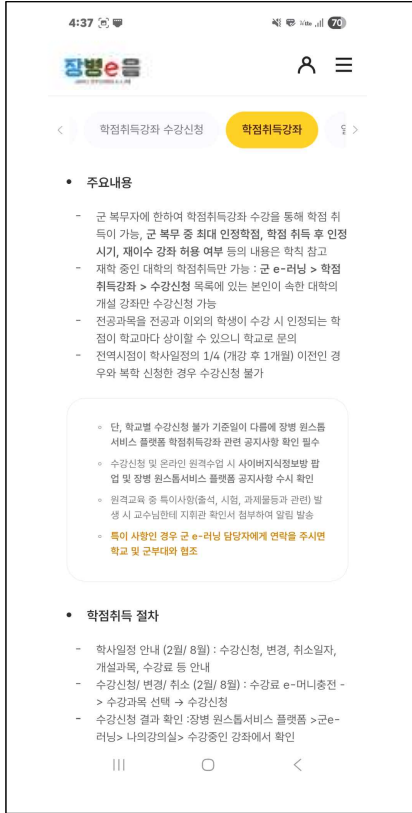 4:37
70
장병e음
학점취득강좌 수강신청
학점취득강좌
• 주요내용
- 군 복무자에 한하여 학점취득강좌 수강을 통해 학점 취
득이 가능, 군 복무 중 최대 인정학점, 학점 취득 후 인정
시기, 재이수 강좌 허용 여부 등의 내용은 학칙 참고
- 재학 중인 대학의 학점취득만 가능 : 군 e-러닝 > 학점
취득강좌 > 수강신청 목록에 있는 본인이 속한 대학의
개설 강좌만 수강신청 가능
- 전공과목을 전공과 이외의 학생이 수강 시 인정되는 학
점이 학교마다 상이할 수 있으니 학교로 문의
- 전역시점이 학사일정의 1/4 (개강 후 1개월) 이전인 경
우와 복학 신청한 경우 수강신청 불가
◦ 단, 학교별 수강신청 불가 기준일이 다름에 장병 원스톱
서비스 플랫폼 학점취득강좌 관련 공지사항 확인 필수
◦ 수강신청 및 온라인 원격수업 시 사이버지식정보방 팝
업 및 장병 원스톱서비스 플랫폼 공지사항 수시 확인
◦ 원격교육 중 특이사항(출석, 시험, 과제물등과 관련) 발
생 시 교수님한테 지휘관 확인서 첨부하여 알림 발송
◦ 특이 사항인 경우 군 e-러닝 담당자에게 연락을 주시면
학교 및 군부대와 협조
• 학점취득 절차
- 학사일정 안내 (2월/ 8월) : 수강신청, 변경, 취소일자,
개설과목, 수강료 등 안내
- 수강신청/ 변경/ 취소 (2월/ 8월) : 수강료 e-머니충전 -
> 수강과목 선택 → 수강신청
- 수강신청 결과 확인 :장병 원스톱서비스 플랫폼 >군e-
러닝> 나의강의실> 수강중인 강좌에서 확인